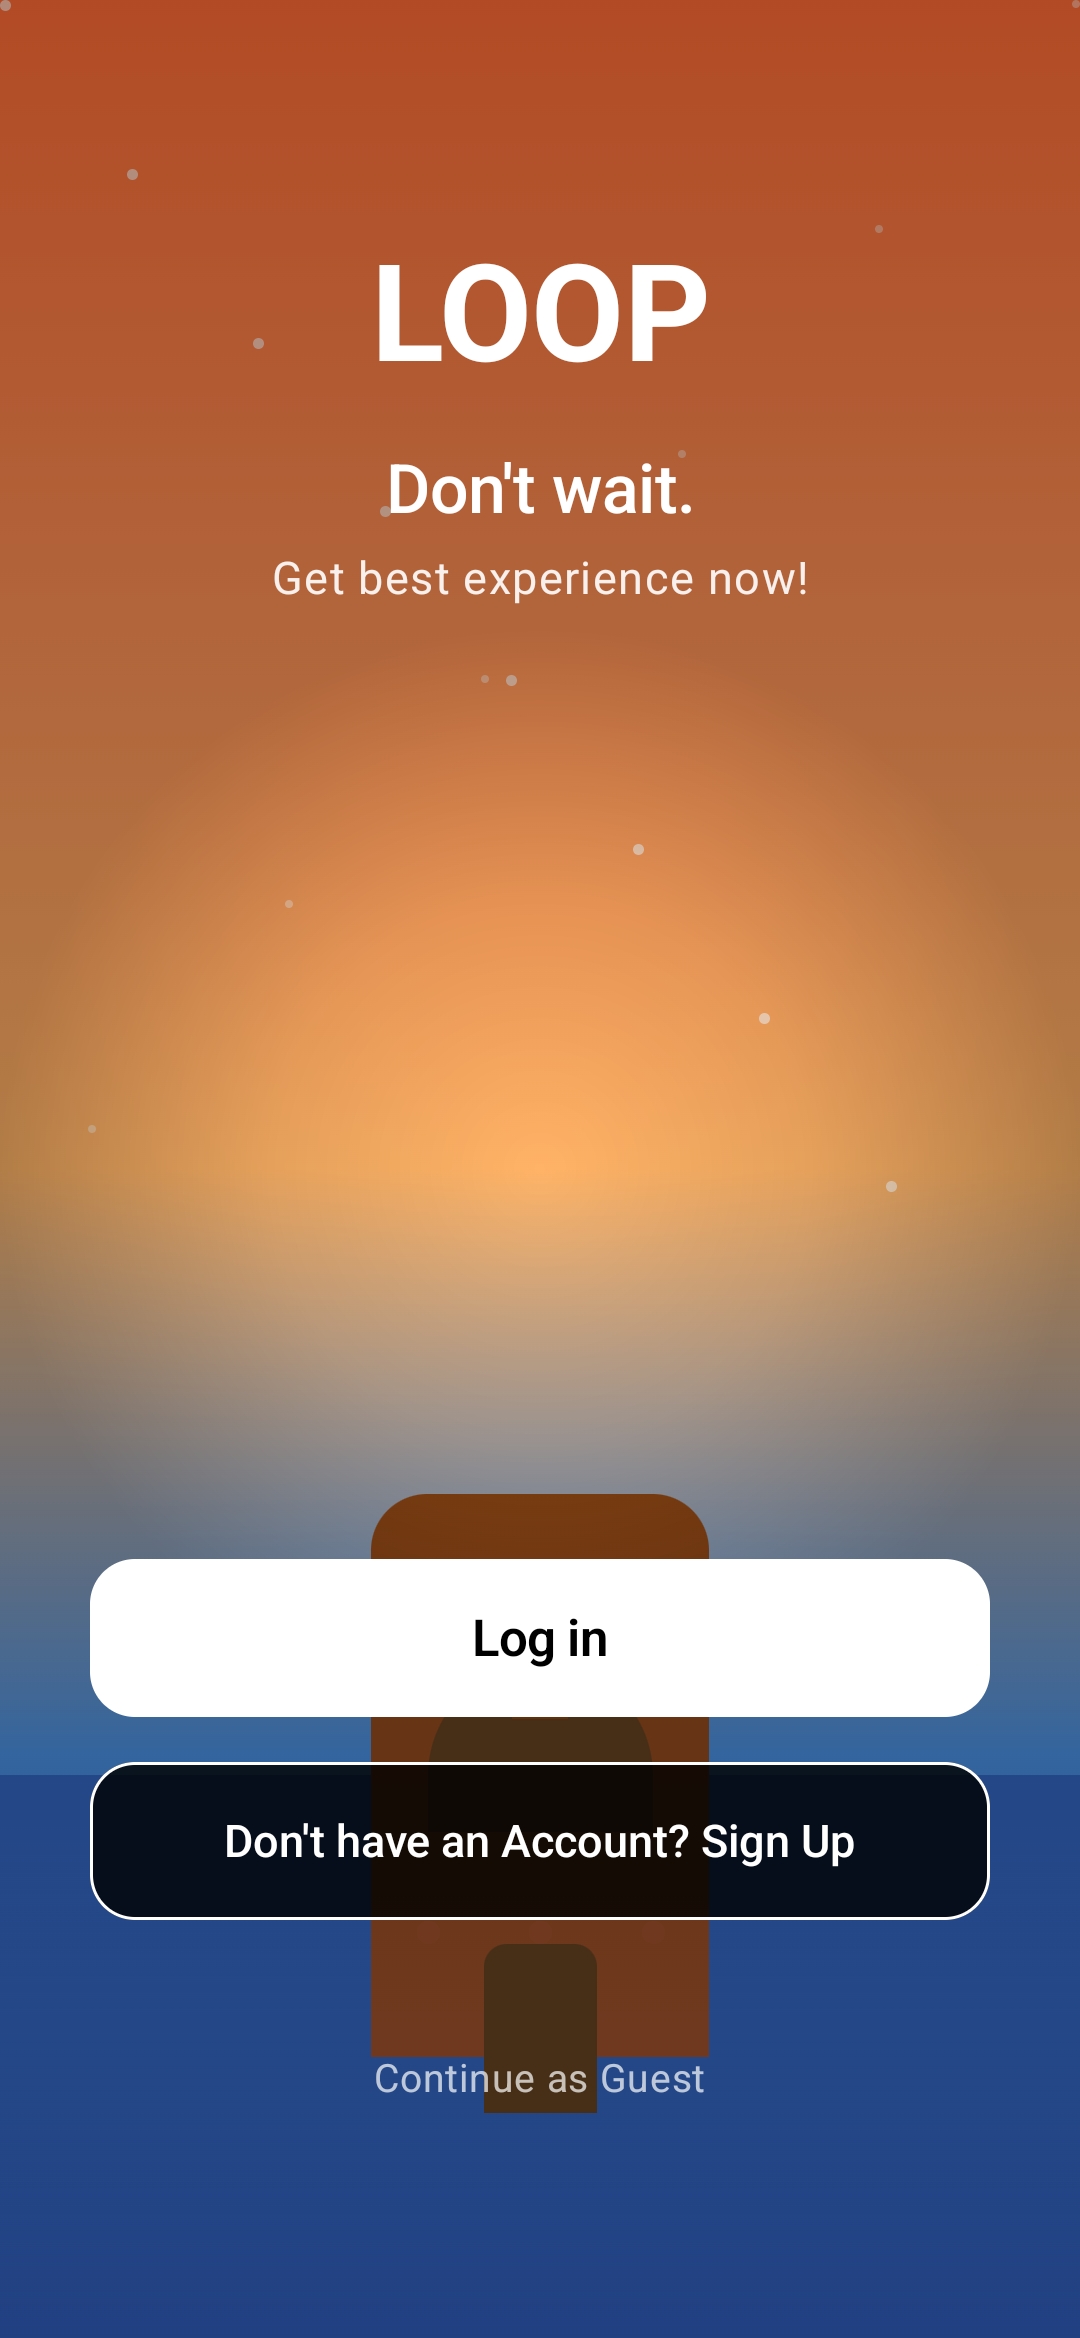 LOOP
Don't wait.
Get best experience now!
Log in
Don't have an Account? Sign Up
Continue as Guest